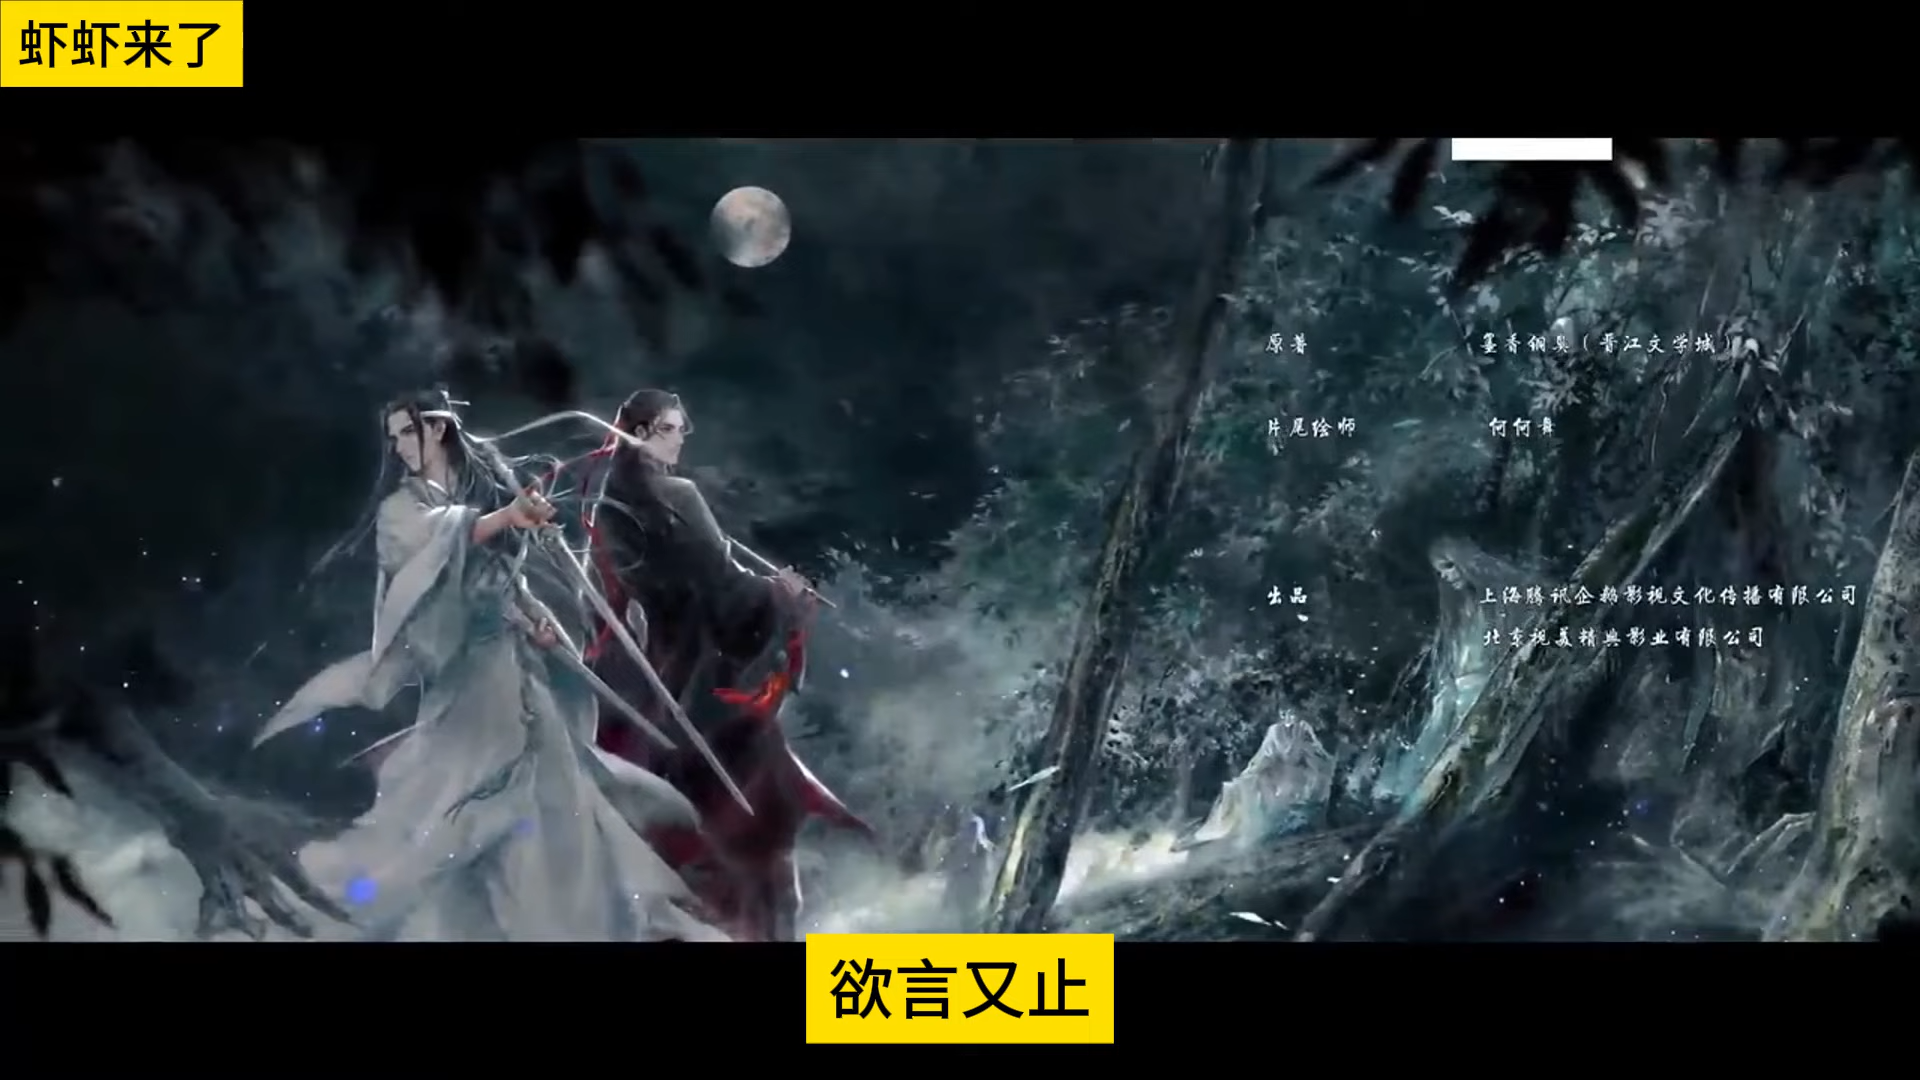 虾虾来了
原著 墨香铜臭（晋江文学城）
片尾绘师 何何舞
出品 上海腾讯企鹅影视文化传播有限公司
北京视美精典影业有限公司
欲言又止